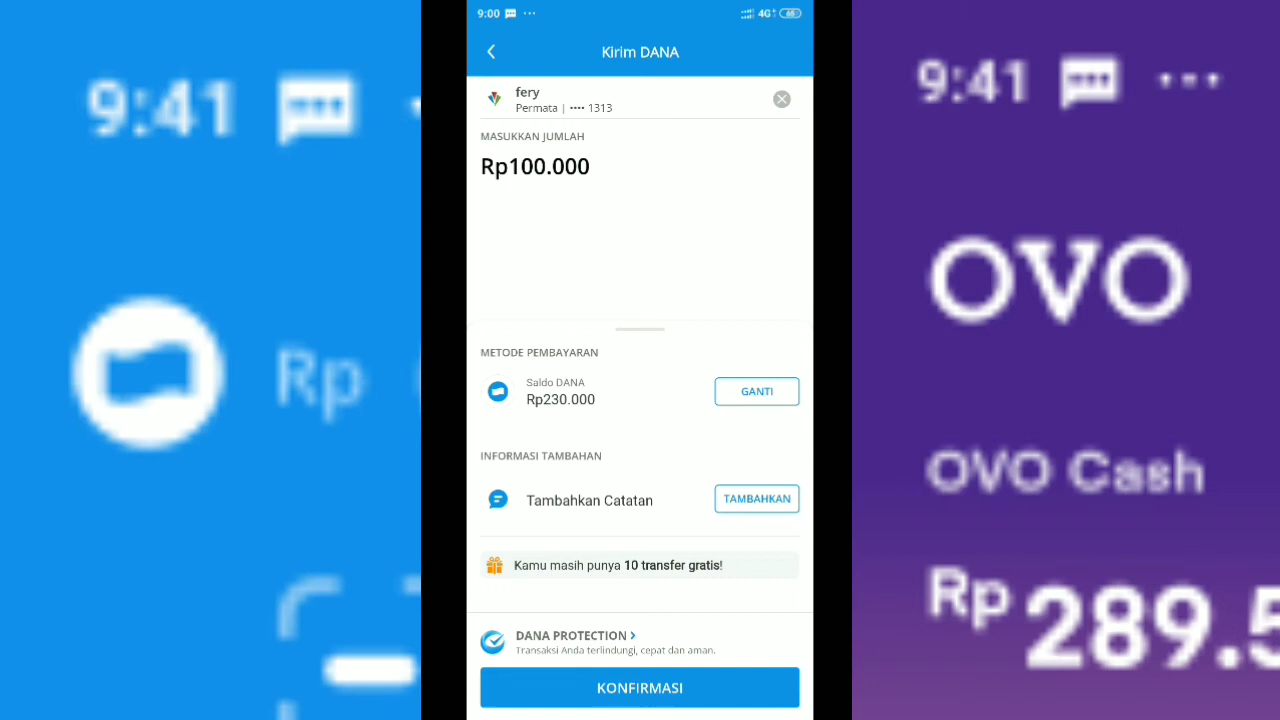 9:41
Rp
9:00
4G+ 65
Kirim DANA
fery
Permata | •••• 1313
MASUKKAN JUMLAH
Rp100.000
METODE PEMBAYARAN
Saldo DANA
Rp230.000
GANTI
INFORMASI TAMBAHAN
Tambahkan Catatan
TAMBAHKAN
Kamu masih punya 10 transfer gratis!
DANA PROTECTION >
Transaksi Anda terlindungi, cepat dan aman.
KONFIRMASI
9:41
OVO
OVO Cash
Rp 289.5